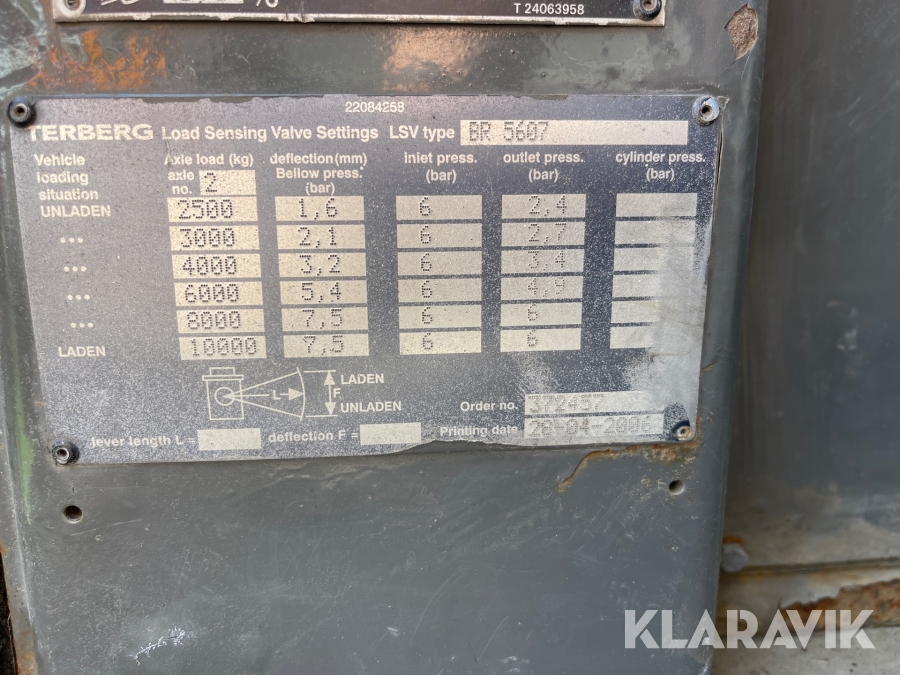 T 24063958
22084258
TERBERG Load Sensing Valve Settings LSV type BR 5607
Vehicle loading situation
Axle load (kg) axle no. 2
deflection (mm) Bellow press. (bar)
inlet press. (bar)
outlet press. (bar)
cylinder press. (bar)
UNLADEN 2500 1,6 6 2,4
... 3000 2,1 6 2,7
... 4000 3,2 6 3,4
... 6000 5,4 6 4,9
... 8000 7,5 6 6
LADEN 10000 7,5 6 6
LADEN
L F
UNLADEN
Order no. 372457
lever length L = deflection F = Printing date 28-04-2006
KLARAVIK